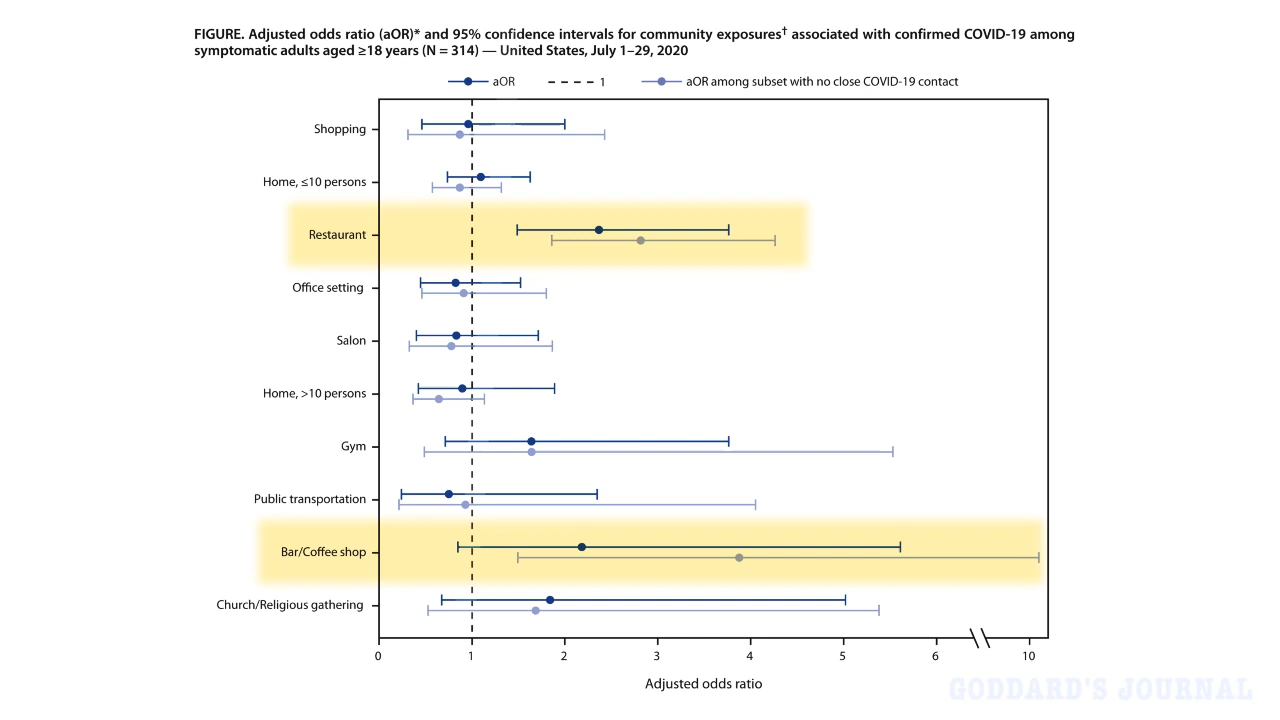 FIGURE. Adjusted odds ratio (aOR)* and 95% confidence intervals for community exposures† associated with confirmed COVID-19 among
symptomatic adults aged ≥18 years (N = 314) — United States, July 1–29, 2020
aOR 1 aOR among subset with no close COVID-19 contact
Shopping
Home, ≤10 persons
Restaurant
Office setting
Salon
Home, >10 persons
Gym
Public transportation
Bar/Coffee shop
Church/Religious gathering
0 1 2 3 4 5 6 10
Adjusted odds ratio
GODDARD'S JOURNAL